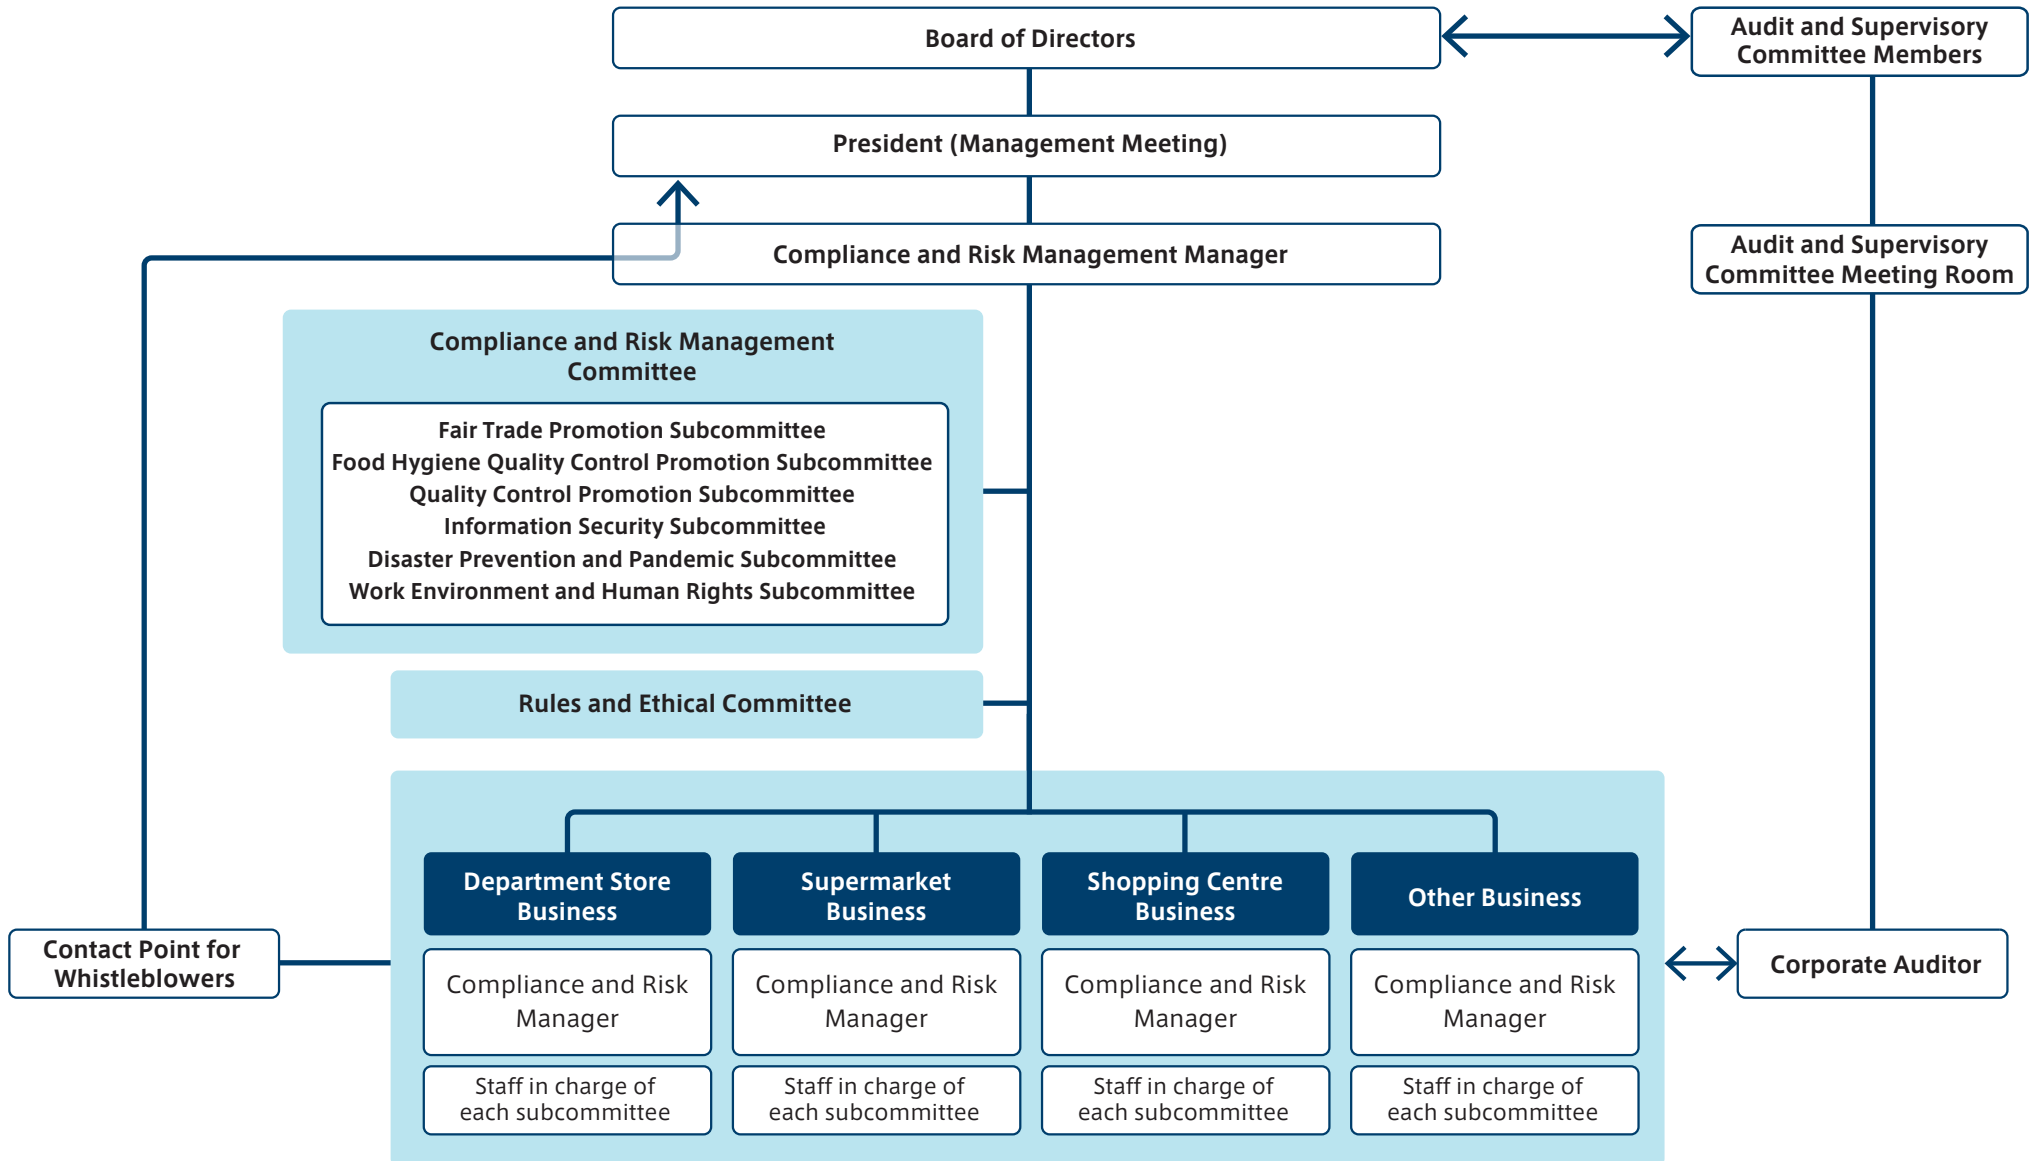 Board of Directors
Audit and Supervisory
Committee Members
President (Management Meeting)
Compliance and Risk Management Manager
Audit and Supervisory
Committee Meeting Room
Compliance and Risk Management
Committee
Fair Trade Promotion Subcommittee
Food Hygiene Quality Control Promotion Subcommittee
Quality Control Promotion Subcommittee
Information Security Subcommittee
Disaster Prevention and Pandemic Subcommittee
Work Environment and Human Rights Subcommittee
Rules and Ethical Committee
Department Store
Business
Supermarket
Business
Shopping Centre
Business
Other Business
Contact Point for
Whistleblowers
Compliance and Risk
Manager
Compliance and Risk
Manager
Compliance and Risk
Manager
Compliance and Risk
Manager
Corporate Auditor
Staff in charge of
each subcommittee
Staff in charge of
each subcommittee
Staff in charge of
each subcommittee
Staff in charge of
each subcommittee